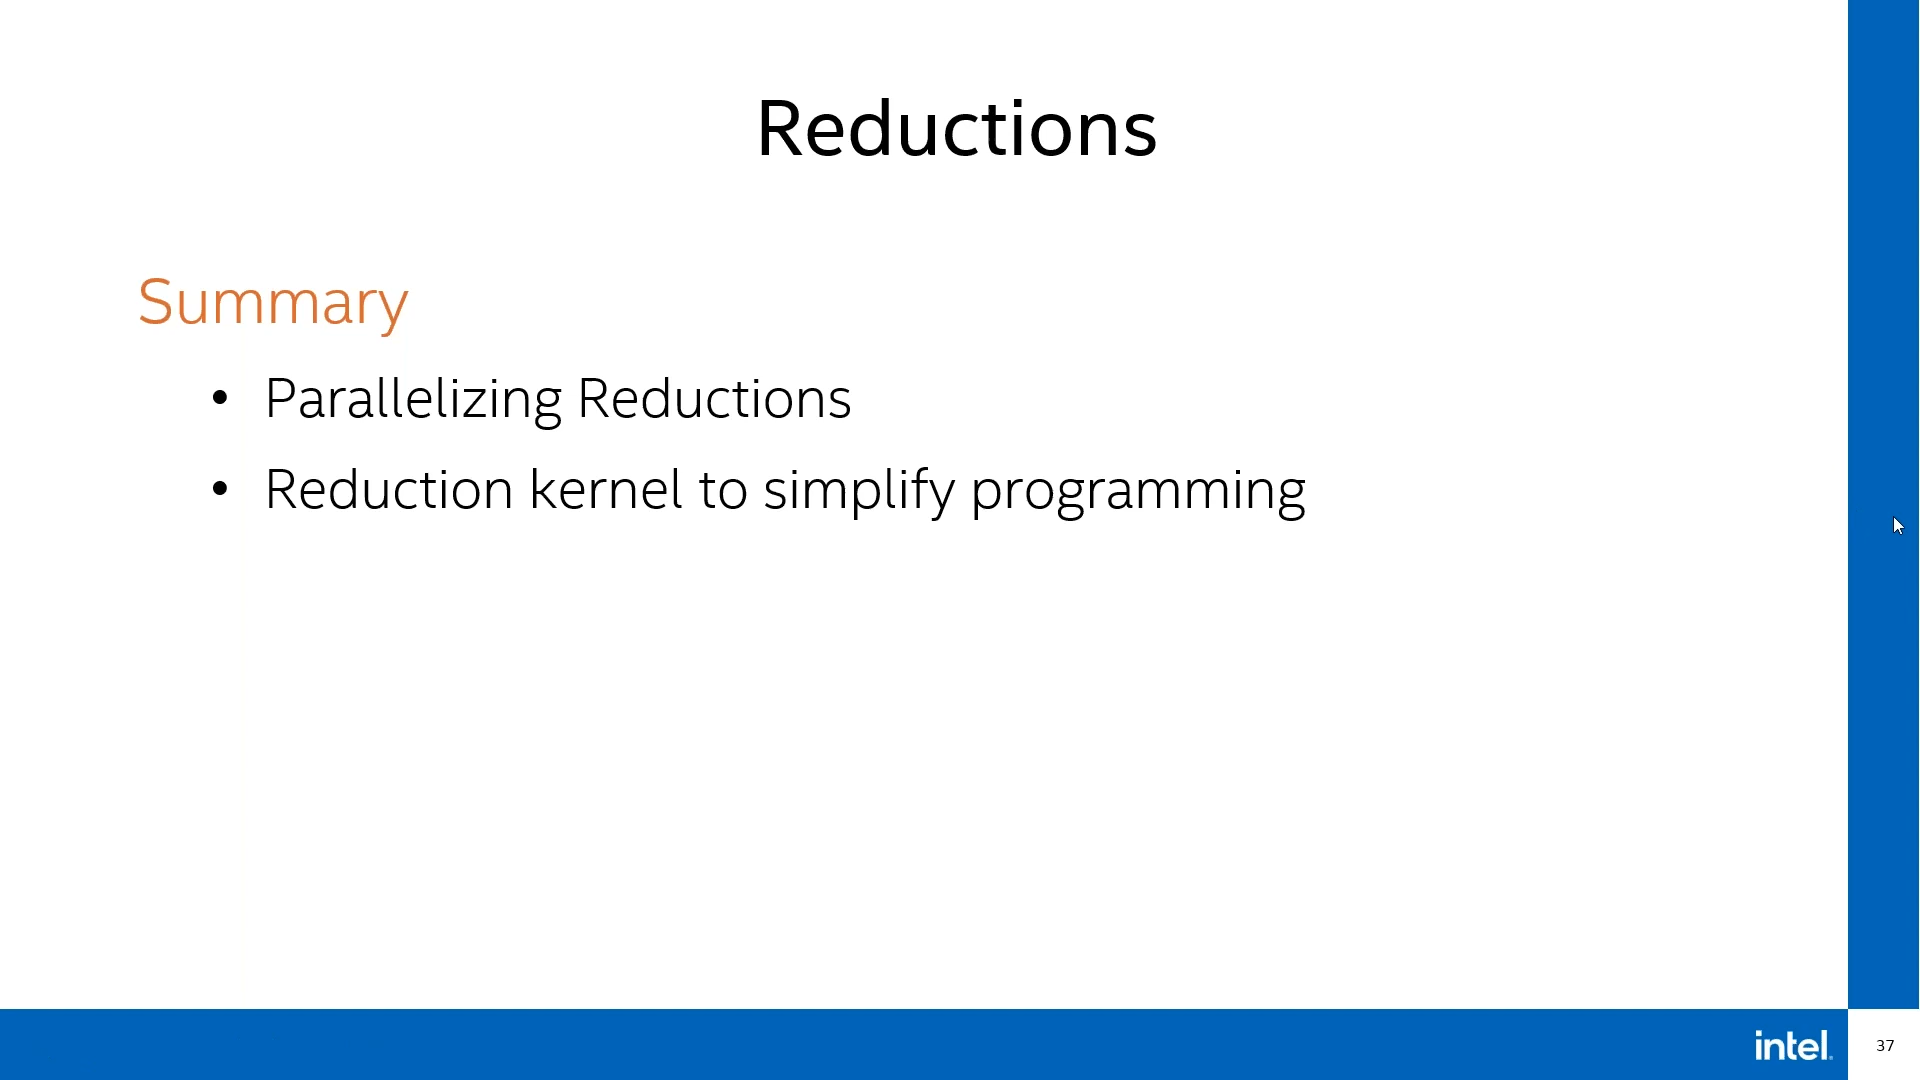 Reductions
Summary
• Parallelizing Reductions
• Reduction kernel to simplify programming
intel.
37